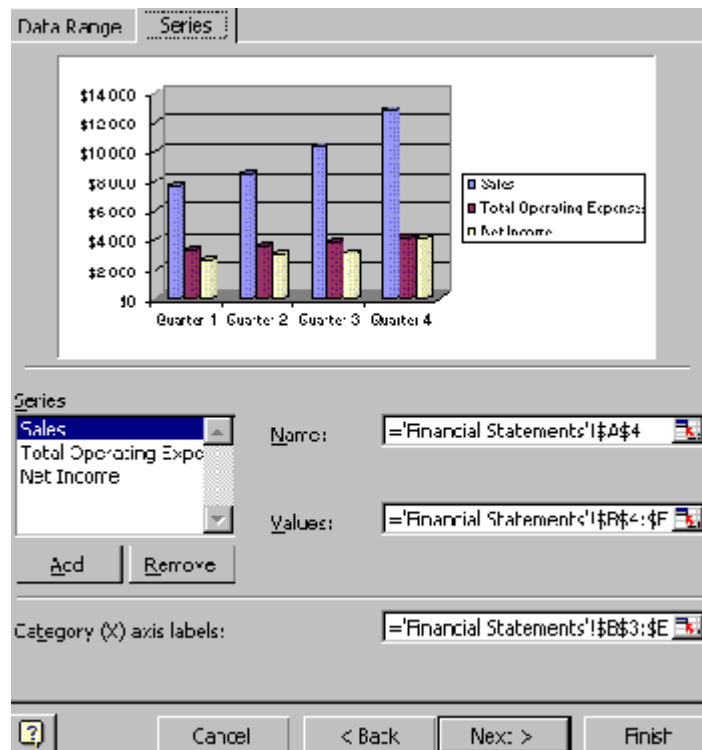 Data Range Series
$14 000
$12 000
$10 000
$8 000
$6 000
$4 000
$2 000
$0
Quarter 1 Quarter 2 Quarter 3 Quarter 4
Sales
Total Operating Expenses
Net Income
Series
Sales
Total Operating Expe
Net Income
Name:
='Financial Statements'!$A$4
Values:
='Financial Statements'!$B$4:$E
Add Remove
Category (X) axis labels:
='Financial Statements'!$B$3:$E
Cancel < Back Next > Finish